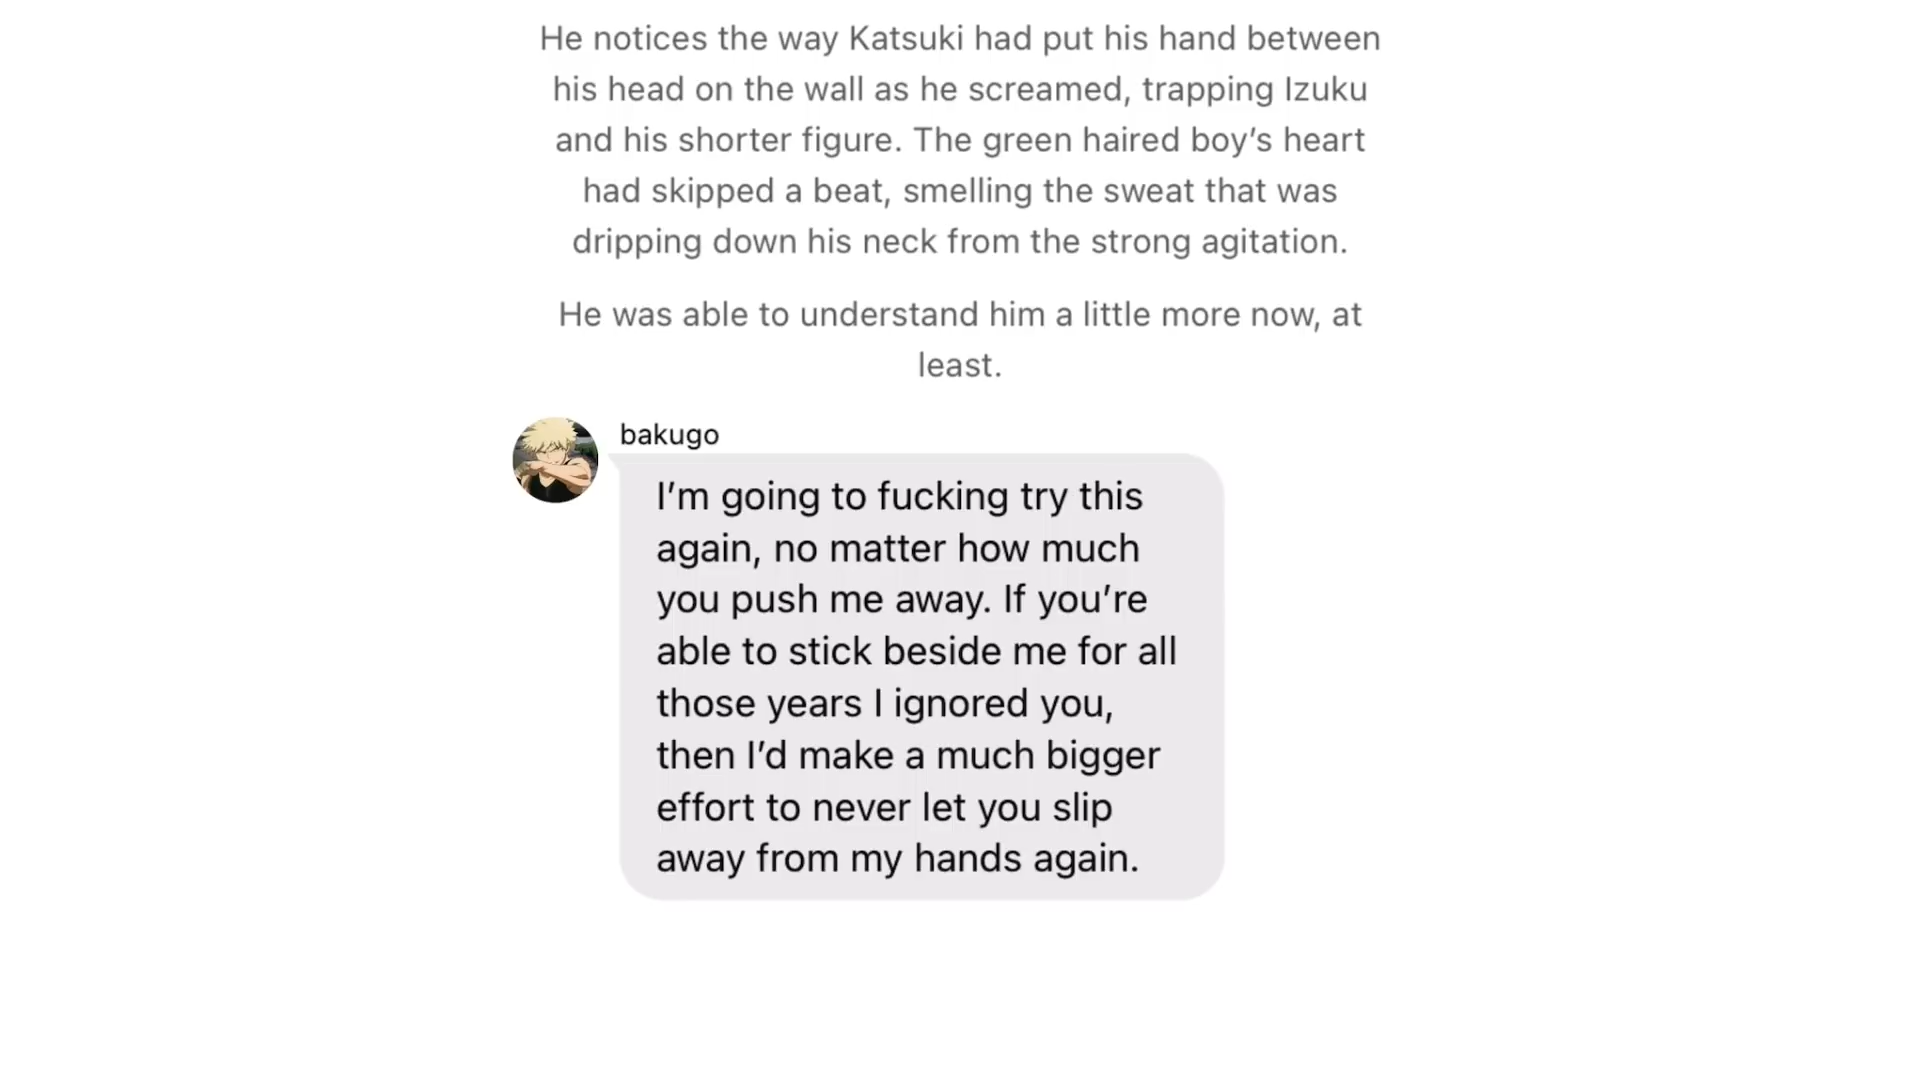 He notices the way Katsuki had put his hand between
his head on the wall as he screamed, trapping Izuku
and his shorter figure. The green haired boy’s heart
had skipped a beat, smelling the sweat that was
dripping down his neck from the strong agitation.
He was able to understand him a little more now, at
least.
bakugo
I’m going to fucking try this
again, no matter how much
you push me away. If you’re
able to stick beside me for all
those years I ignored you,
then I’d make a much bigger
effort to never let you slip
away from my hands again.